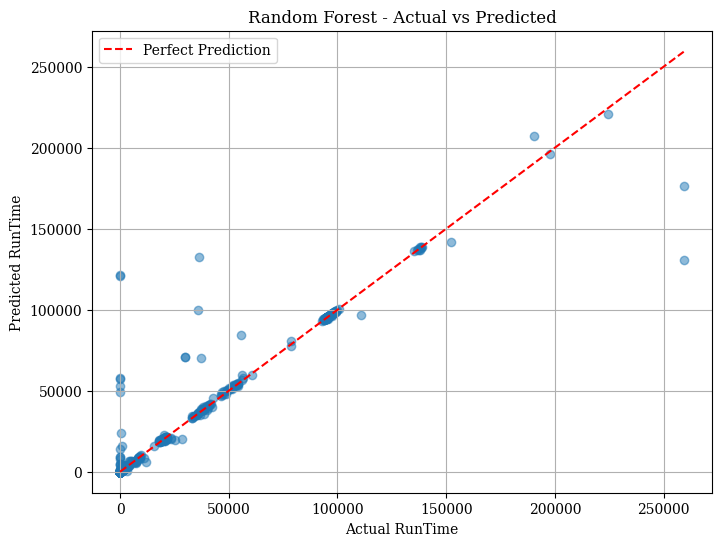 Random Forest - Actual vs Predicted
Perfect Prediction
250000
200000
150000
100000
50000
0
Predicted RunTime
0 50000 100000 150000 200000 250000
Actual RunTime